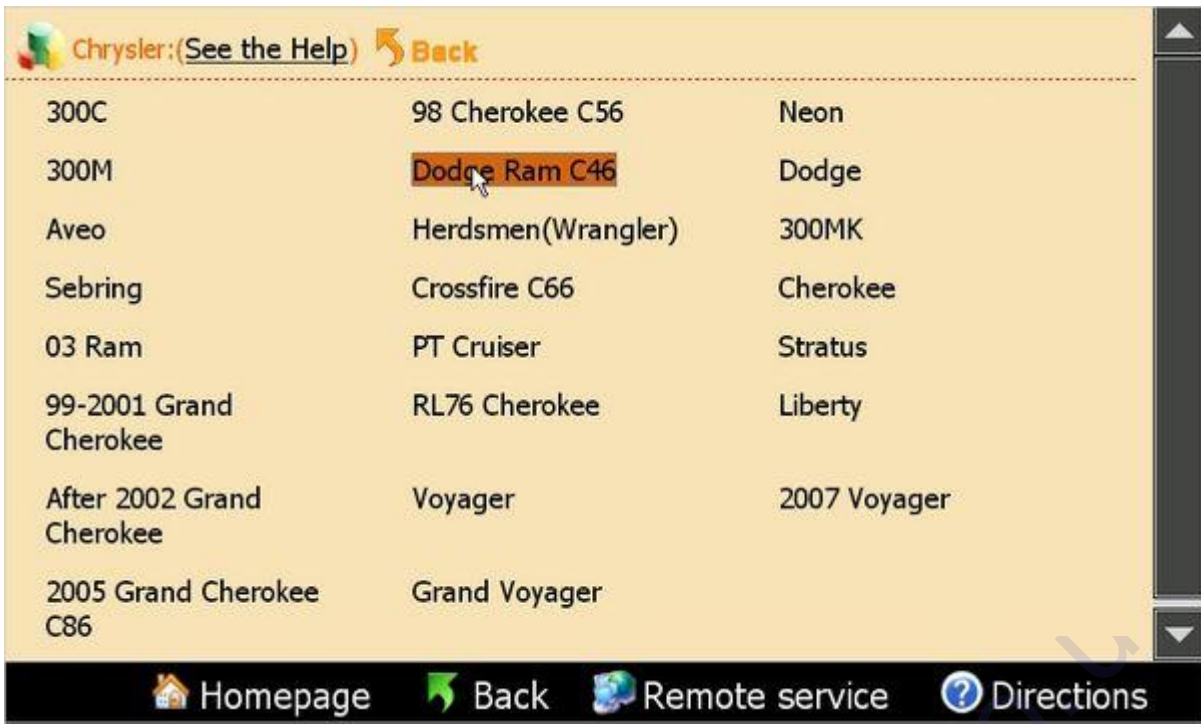 Chrysler:(See the Help) Back
300C 98 Cherokee C56 Neon
300M Dodge Ram C46 Dodge
Aveo Herdsmen(Wrangler) 300MK
Sebring Crossfire C66 Cherokee
03 Ram PT Cruiser Stratus
99-2001 Grand Cherokee RL76 Cherokee Liberty
After 2002 Grand Cherokee Voyager 2007 Voyager
2005 Grand Cherokee C86 Grand Voyager
Homepage Back Remote service Directions